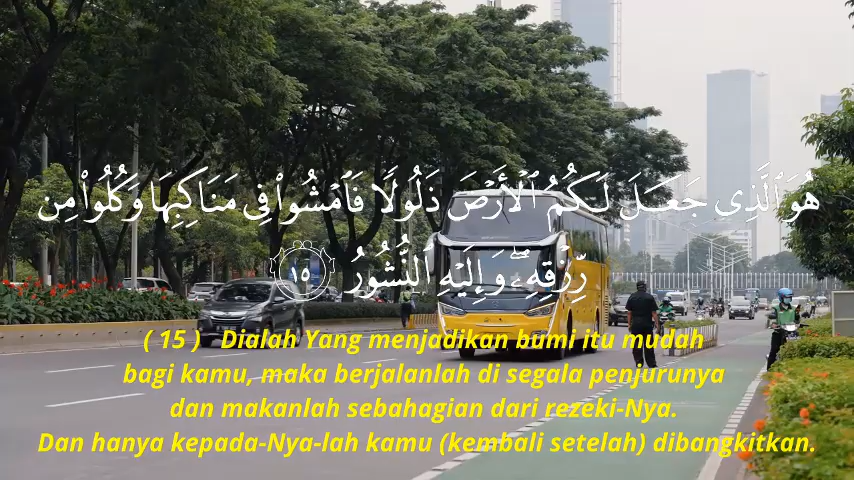 هُوَ ٱلَّذِى جَعَلَ لَكُمُ ٱلْأَرْضَ ذَلُولًا فَٱمْشُوا۟ فِى مَنَاكِبِهَا وَكُلُوا۟ مِن
رِّزْقِهِۦ ۖ وَإِلَيْهِ ٱلنُّشُورُ ١٥
( 15 ) Dialah Yang menjadikan bumi itu mudah
bagi kamu, maka berjalanlah di segala penjurunya
dan makanlah sebahagian dari rezeki-Nya.
Dan hanya kepada-Nya-lah kamu (kembali setelah) dibangkitkan.